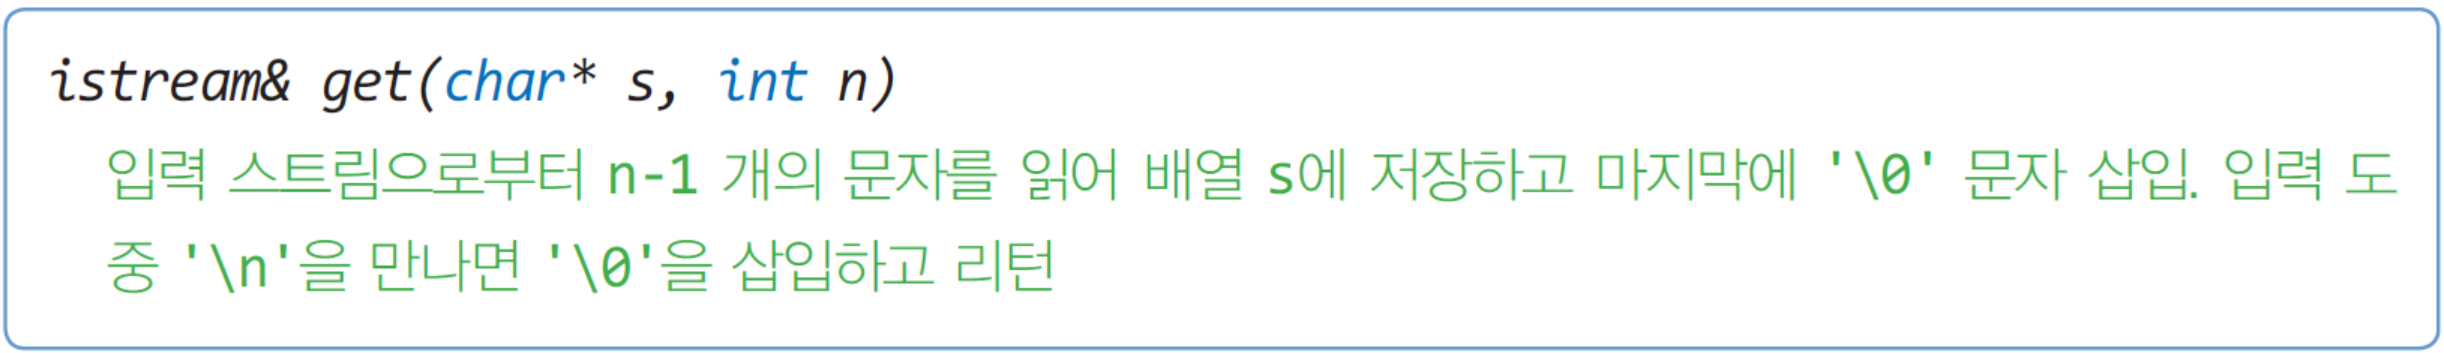 istream& get(char* s, int n)
입력 스트림으로부터 n-1 개의 문자를 읽어 배열 s에 저장하고 마지막에 '\0' 문자 삽입. 입력 도
중 '\n'을 만나면 '\0'을 삽입하고 리턴